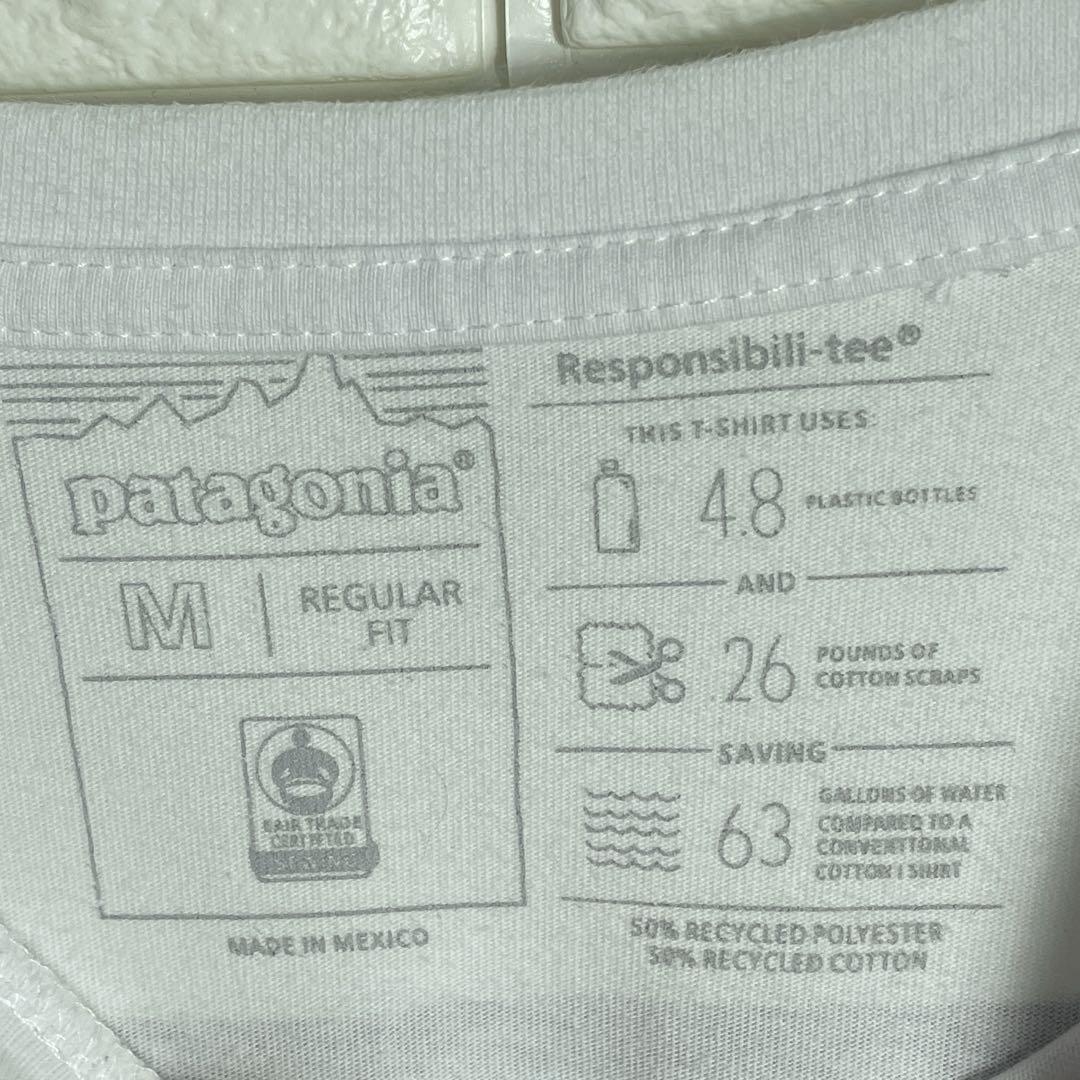 patagonia®
M
REGULAR
FIT
FAIR TRADE
CERTIFIED
MADE IN MEXICO
Responsibili-tee®
THIS T-SHIRT USES:
4.8 PLASTIC BOTTLES
AND
.26 POUNDS OF
COTTON SCRAPS
SAVING
63 GALLONS OF WATER
COMPARED TO A
CONVENTIONAL
COTTON T-SHIRT
50% RECYCLED POLYESTER
50% RECYCLED COTTON